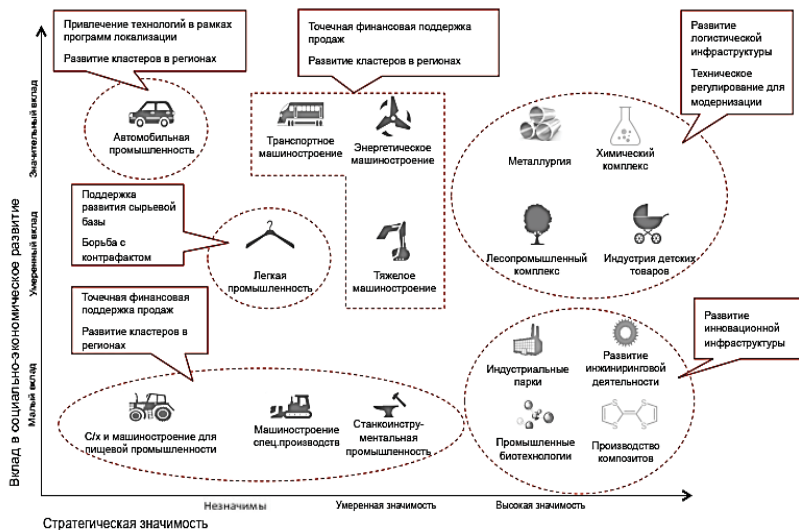 Привлечение технологий в рамках
программ локализации
Развитие кластеров в регионах
Точечная финансовая поддержка
продаж
Развитие кластеров в регионах
Развитие
логистической
инфраструктуры
Техническое
регулирование для
модернизации
Автомобильная
промышленность
Транспортное
машиностроение
Энергетическое
машиностроение
Металлургия
Химический
комплекс
Поддержка
развития сырьевой
базы
Борьба с
контрафактом
Легкая
промышленность
Тяжелое
машиностроение
Лесопромышленный
комплекс
Индустрия детских
товаров
Точечная финансовая
поддержка продаж
Развитие кластеров в
регионах
Развитие
инновационной
инфраструктуры
Индустриальные
парки
Развитие
инжиниринговой
деятельности
С/х и машиностроение для
пищевой промышленности
Машиностроение
спец.производств
Станкоинстру-
ментальная
промышленность
Промышленные
биотехнологии
S S
S S
Производство
композитов
Вклад в социально-экономическое развитие
Значительный вклад
Умеренный вклад
Малый вклад
Незначимы
Умеренная значимость
Высокая значимость
Стратегическая значимость